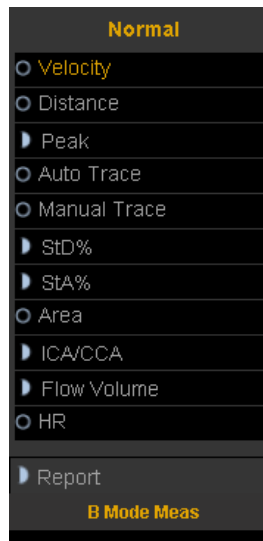 Normal
Velocity
Distance
Peak
Auto Trace
Manual Trace
StD%
StA%
Area
ICA/CCA
Flow Volume
HR
Report
B Mode Meas